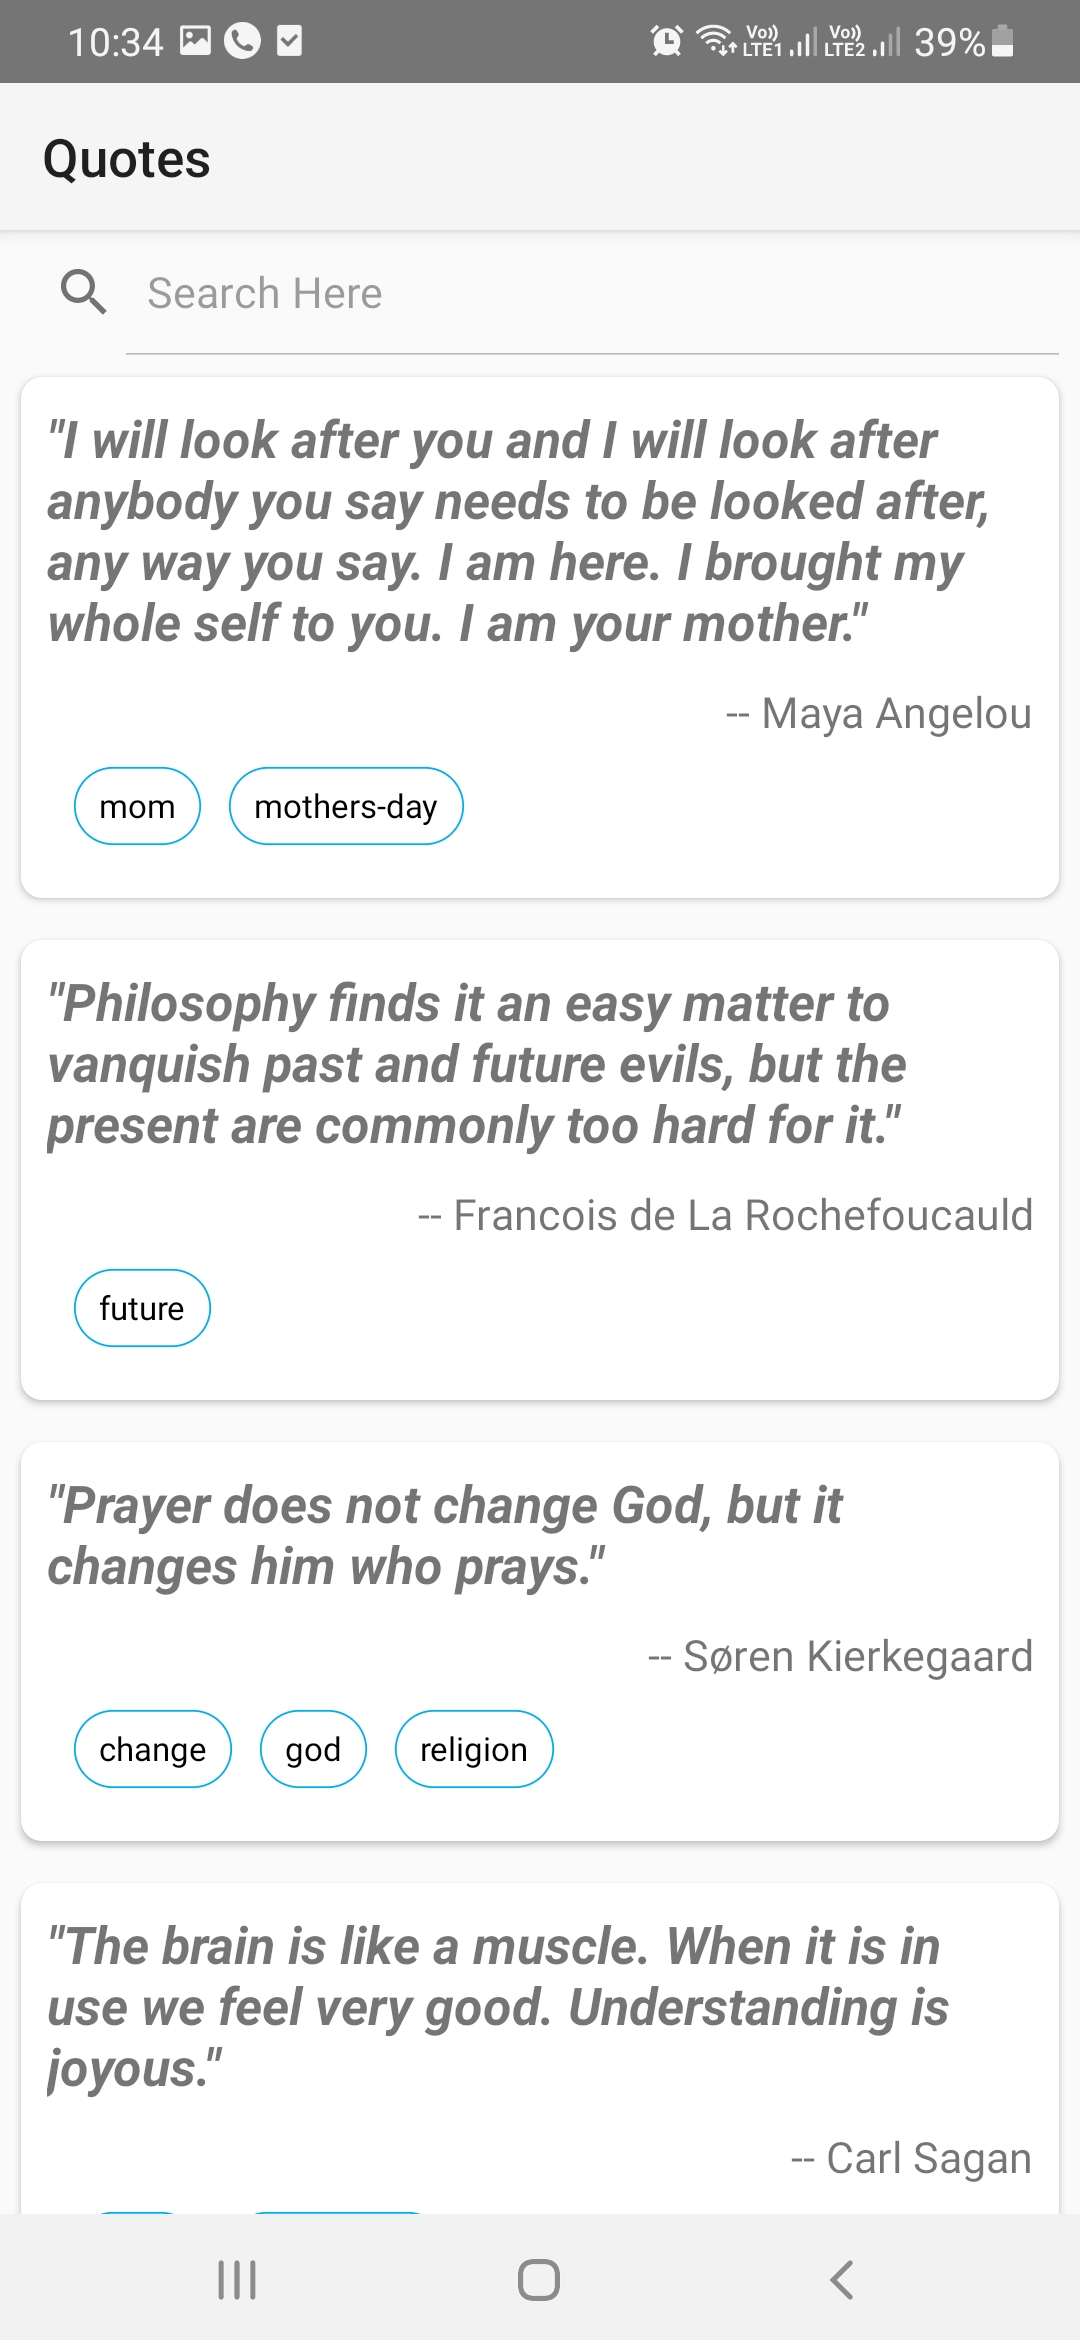 10:34 Vo)) LTE1 Vo)) LTE2 39%
Quotes
Search Here
"I will look after you and I will look after
anybody you say needs to be looked after,
any way you say. I am here. I brought my
whole self to you. I am your mother."
-- Maya Angelou
mom mothers-day
"Philosophy finds it an easy matter to
vanquish past and future evils, but the
present are commonly too hard for it."
-- Francois de La Rochefoucauld
future
"Prayer does not change God, but it
changes him who prays."
-- Søren Kierkegaard
change god religion
"The brain is like a muscle. When it is in
use we feel very good. Understanding is
joyous."
-- Carl Sagan